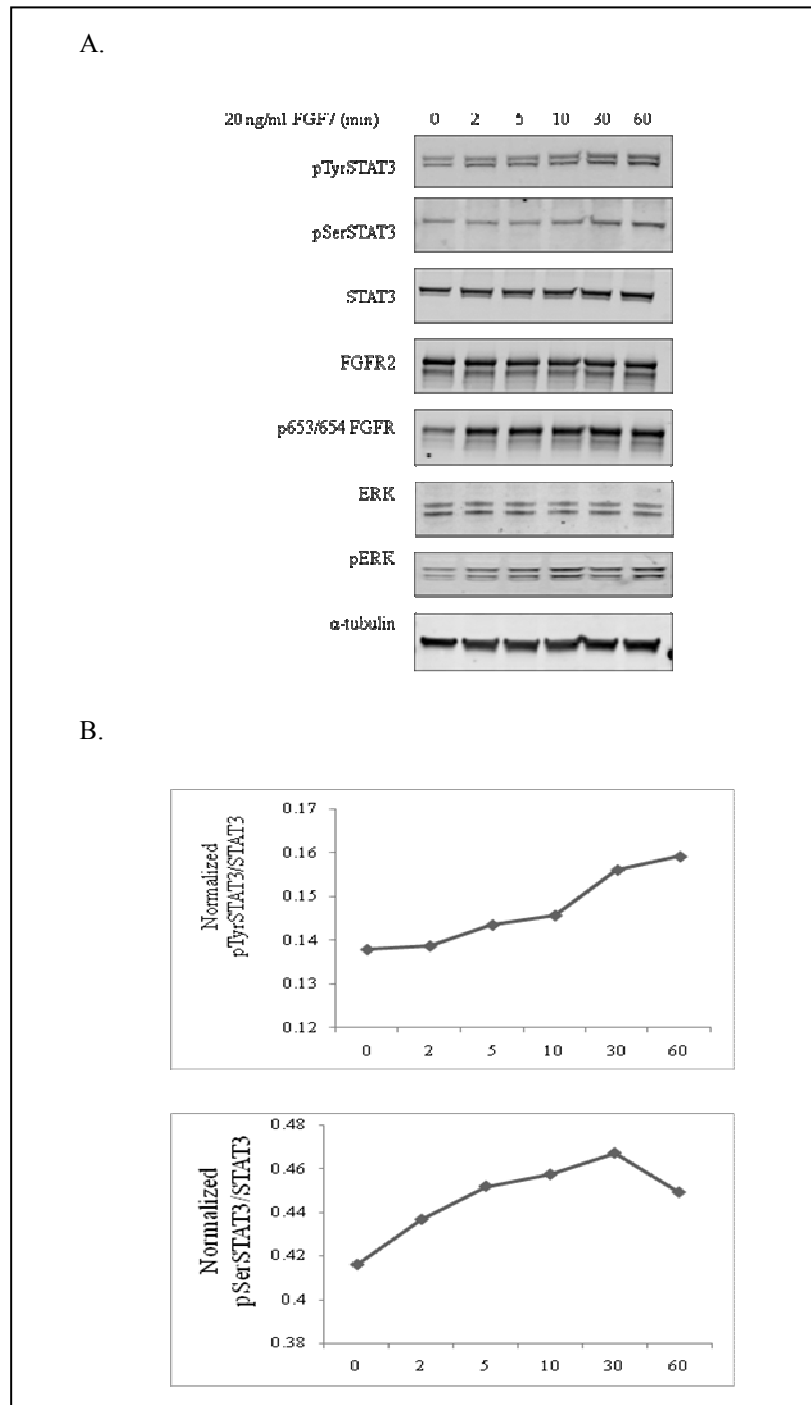 A.
20 ng/ml FGF7 (min) 0 2 5 10 30 60
pTyrSTAT3
pSerSTAT3
STAT3
FGFR2
p653/654 FGFR
ERK
pERK
α-tubulin
B.
Normalized
pTyrSTAT3/STAT3
0.17
0.16
0.15
0.14
0.13
0.12
0 2 5 10 30 60
Normalized
pSerSTAT3/STAT3
0.48
0.46
0.44
0.42
0.4
0.38
0 2 5 10 30 60